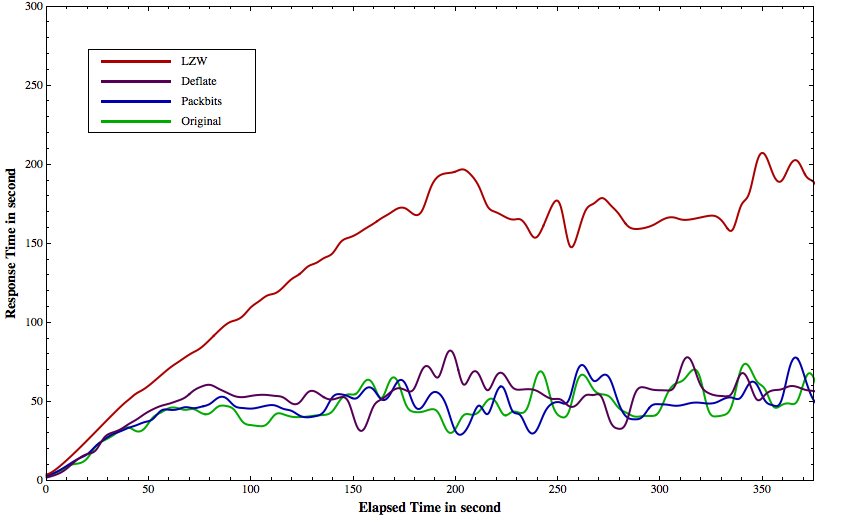 300
250
200
150
100
50
0
Response Time in second
LZW
Deflate
Packbits
Original
0 50 100 150 200 250 300 350
Elapsed Time in second